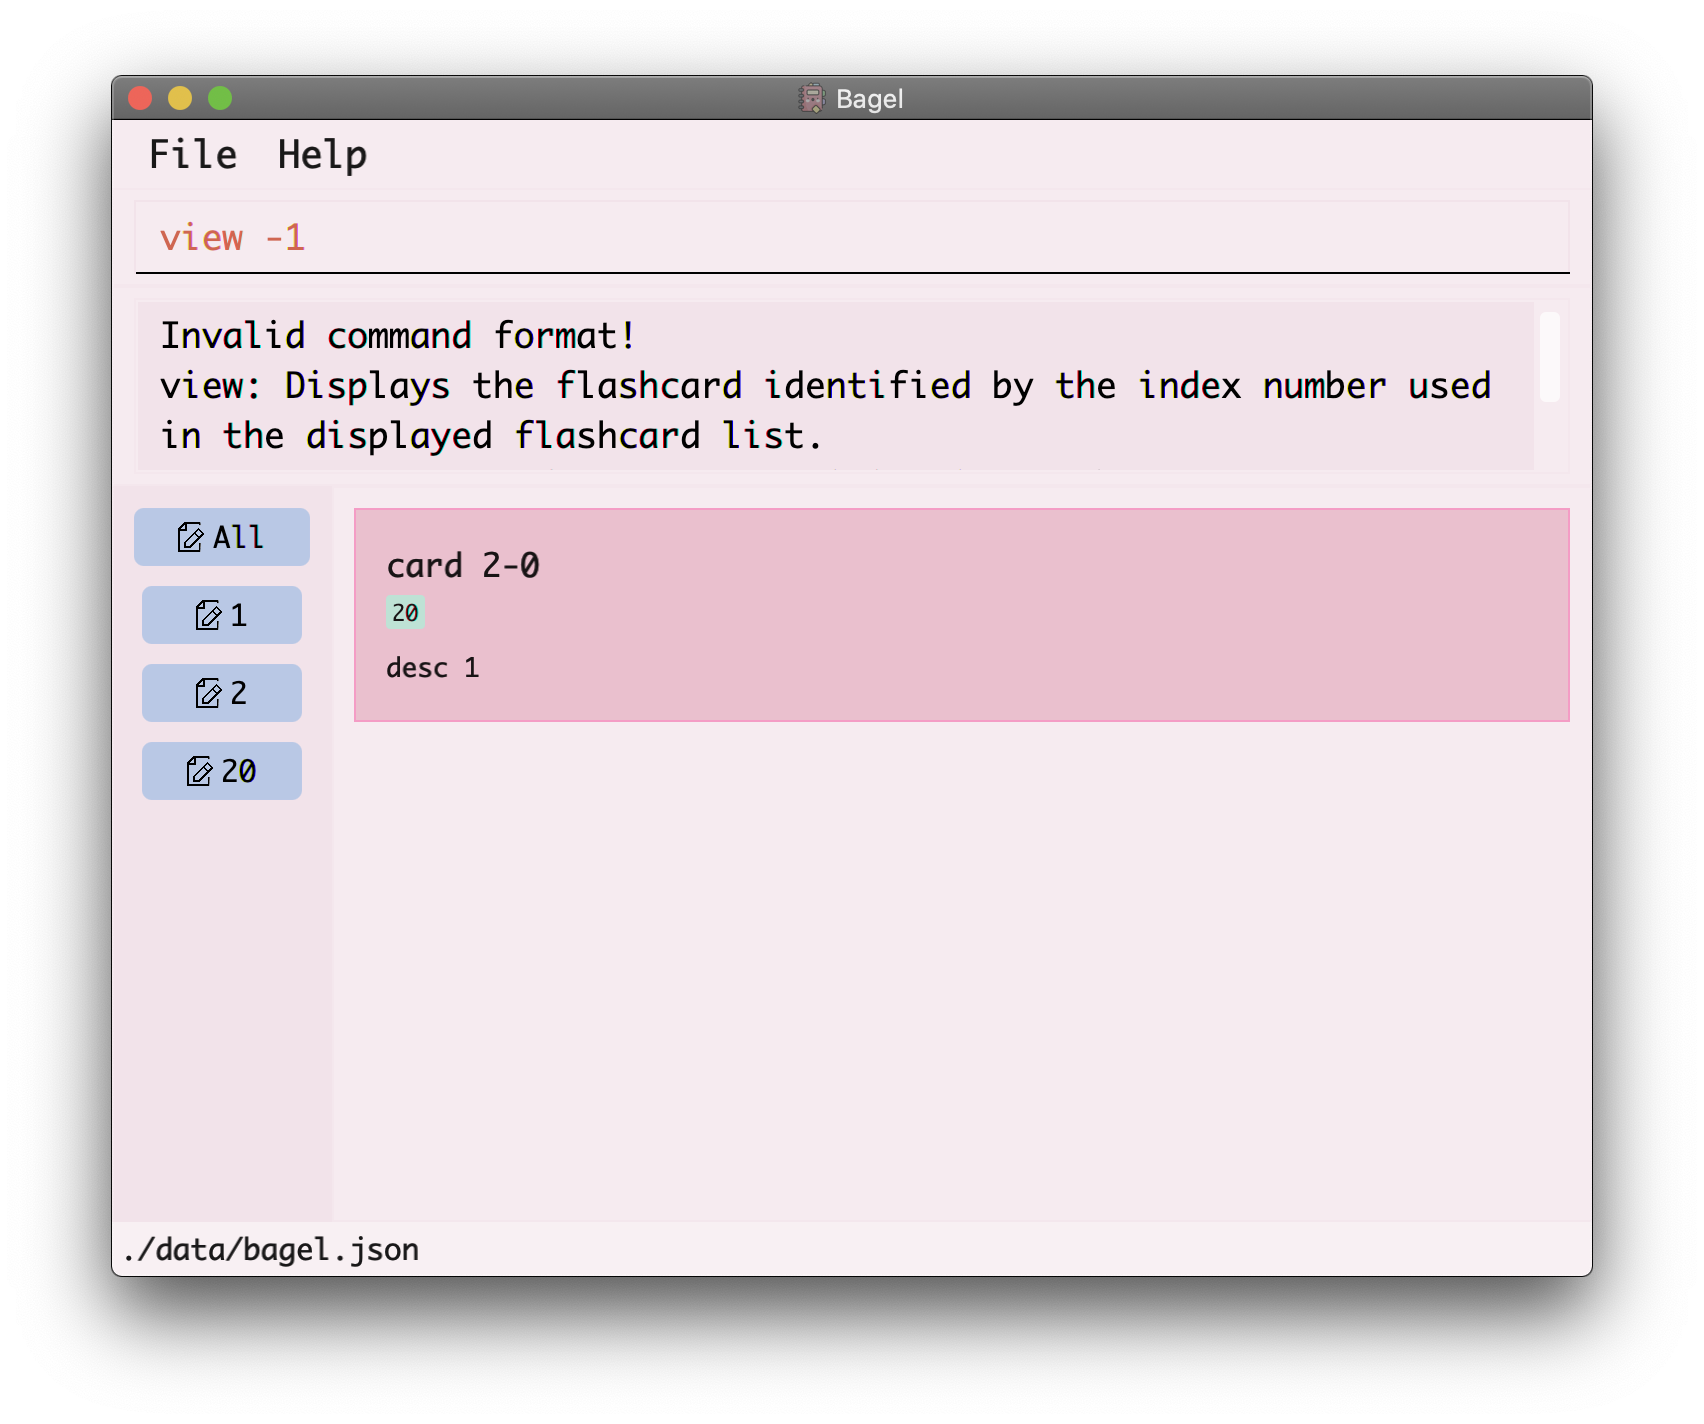 Bagel
File Help
view -1
Invalid command format!
view: Displays the flashcard identified by the index number used
in the displayed flashcard list.
All
1
2
20
card 2-0
20
desc 1
./data/bagel.json